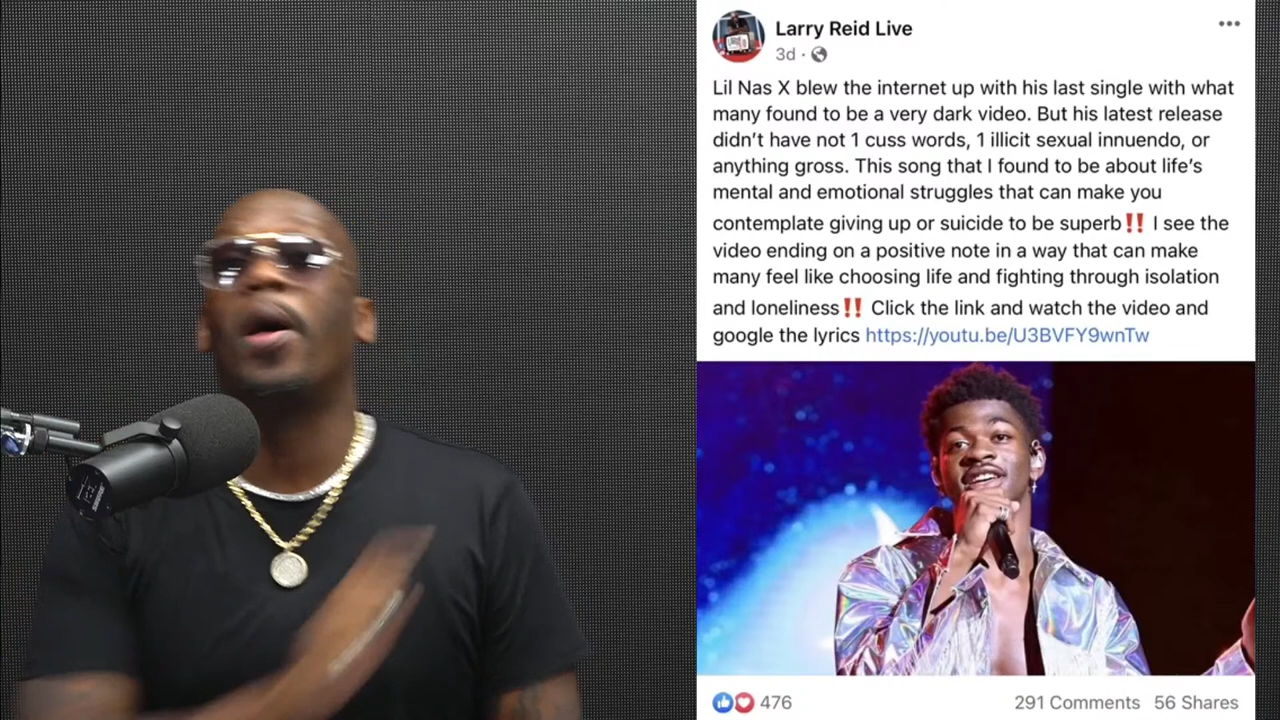 Larry Reid Live
3d ·
Lil Nas X blew the internet up with his last single with what
many found to be a very dark video. But his latest release
didn’t have not 1 cuss words, 1 illicit sexual innuendo, or
anything gross. This song that I found to be about life’s
mental and emotional struggles that can make you
contemplate giving up or suicide to be superb‼️ I see the
video ending on a positive note in a way that can make
many feel like choosing life and fighting through isolation
and loneliness‼️ Click the link and watch the video and
google the lyrics https://youtu.be/U3BVFY9wnTw
476
291 Comments 56 Shares